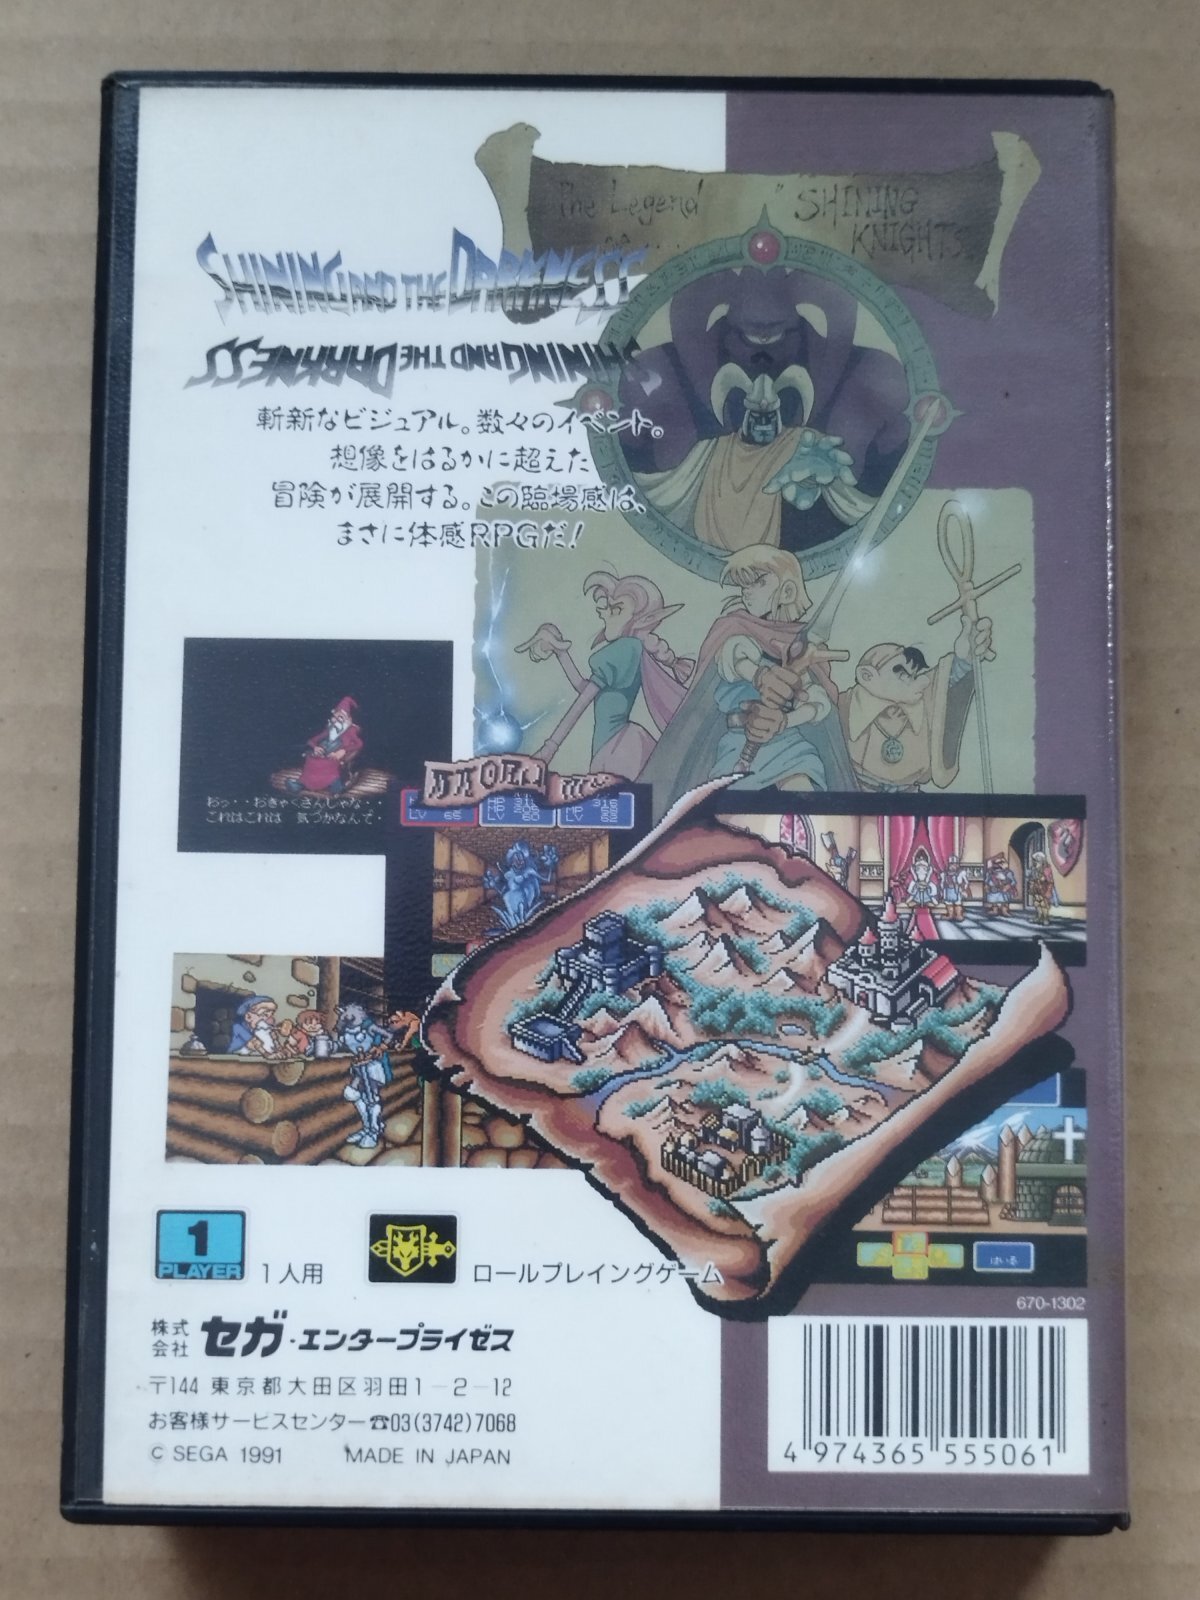 The Legend
"SHINING
KNIGHTS
SHINING AND THE DARKNESS
SHINING AND THE DARKNESS
斬新なビジュアル。数々のイベント。
想像をはるかに超えた
冒険が展開する。この臨場感は、
まさに体感RPGだ!
おっ・・おきゃくさんじゃな・・
これはこれは 気づかなんで・
LV 65
MP 206
LV 60
MP
LV
はいる
1
PLAYER
1人用
ロールプレイングゲーム
670-1302
株式会社 セガ・エンタープライゼス
〒144 東京都大田区羽田1-2-12
お客様サービスセンター☎03(3742)7068
© SEGA 1991 MADE IN JAPAN
4 974365 555061